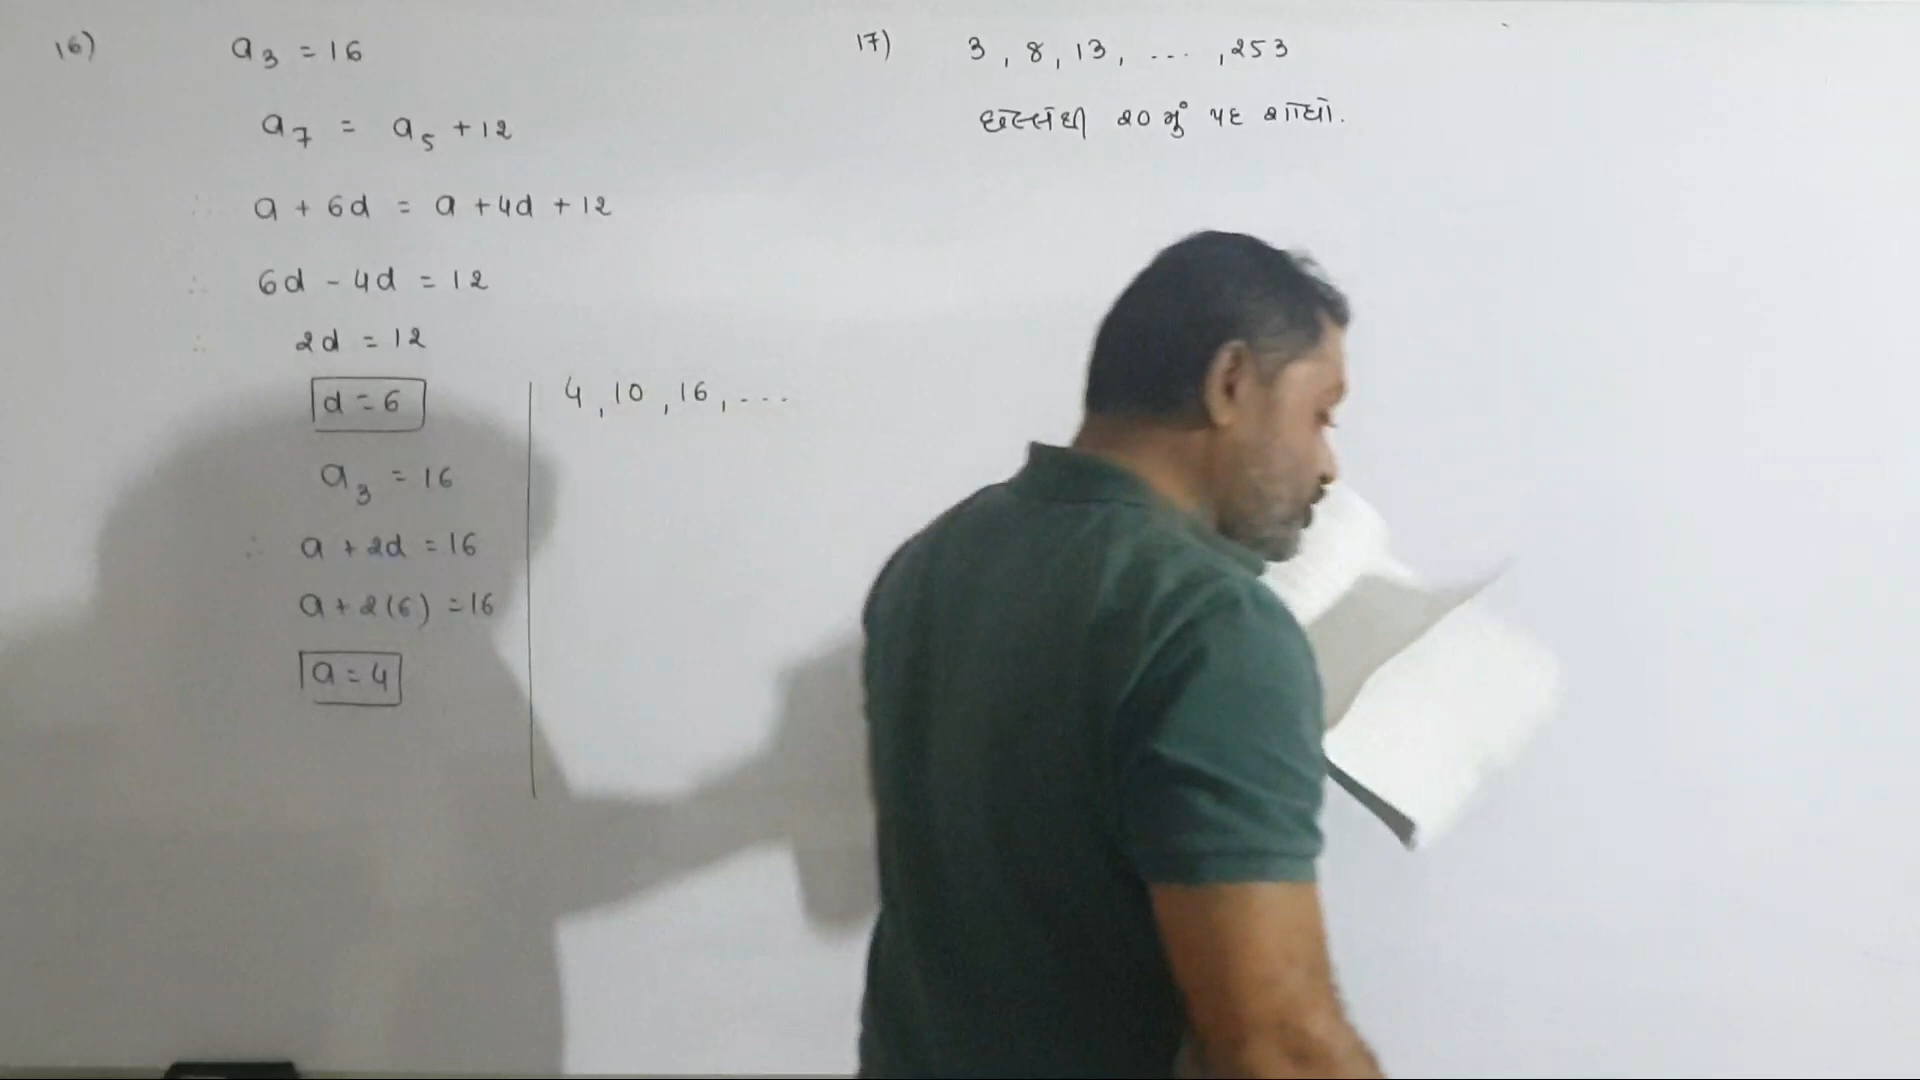 16) a₃ = 16
a₇ = a₅ + 12
∴ a + 6d = a + 4d + 12
∴ 6d - 4d = 12
∴ 2d = 12
d = 6
a₃ = 16
∴ a + 2d = 16
a + 2(6) = 16
a = 4
4, 10, 16, ...
17) 3, 8, 13, ... , 253
છેલ્લેથી ૨૦ મું પદ શોધો.